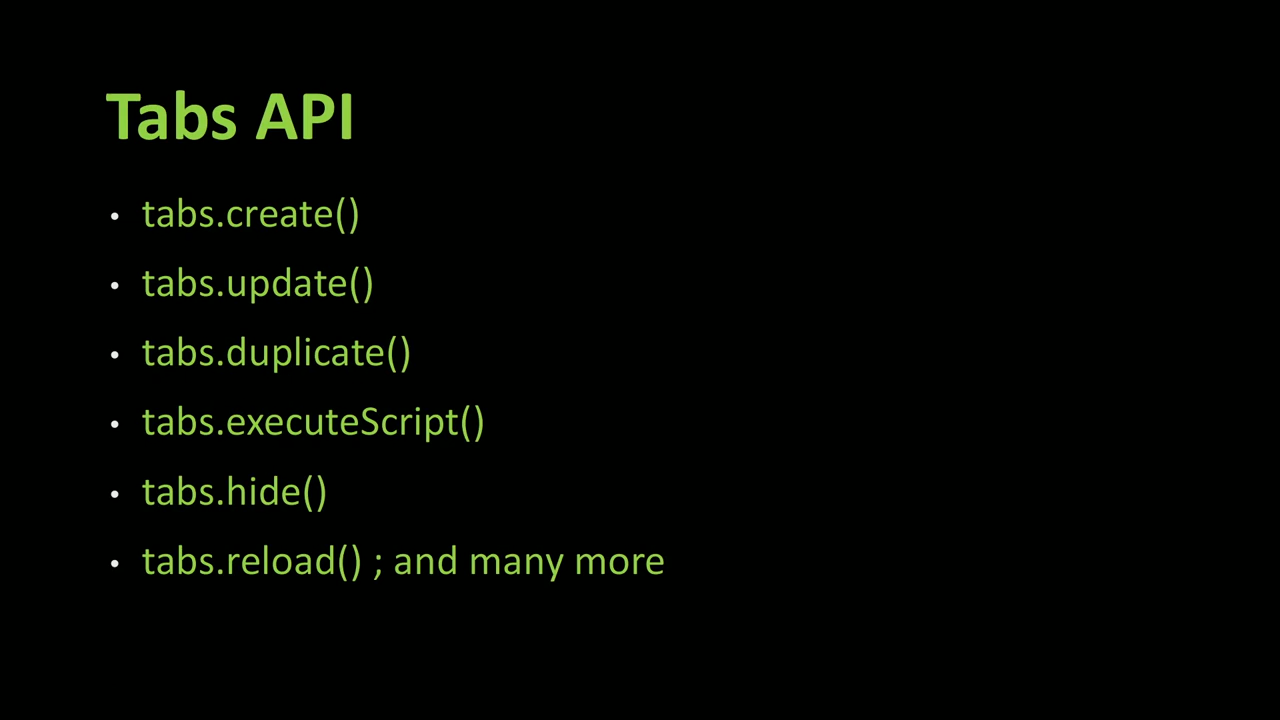 Tabs API
• tabs.create()
• tabs.update()
• tabs.duplicate()
• tabs.executeScript()
• tabs.hide()
• tabs.reload() ; and many more